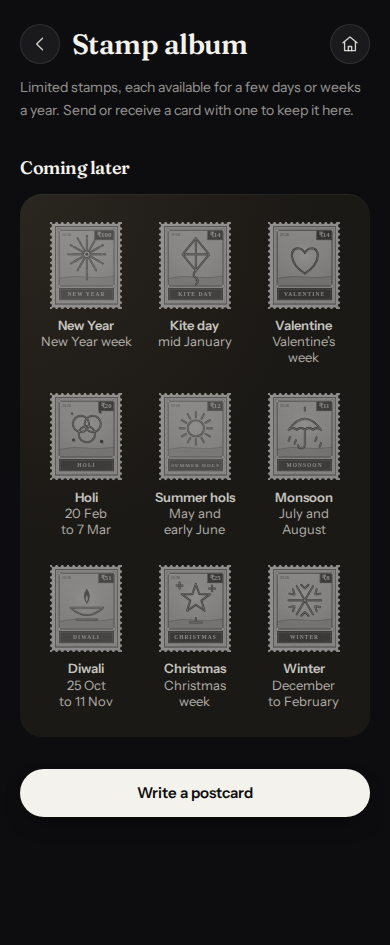 Stamp album
Limited stamps, each available for a few days or weeks
a year. Send or receive a card with one to keep it here.
Coming later
₹100
NEW YEAR
₹14
KITE DAY
₹14
VALENTINE
New Year
New Year week
Kite day
mid January
Valentine
Valentine's
week
HOLI
SUMMER HOLS
MONSOON
Holi
20 Feb
to 7 Mar
Summer hols
May and
early June
Monsoon
July and
August
DIWALI
₹25
CHRISTMAS
WINTER
Diwali
25 Oct
to 11 Nov
Christmas
Christmas
week
Winter
December
to February
Write a postcard